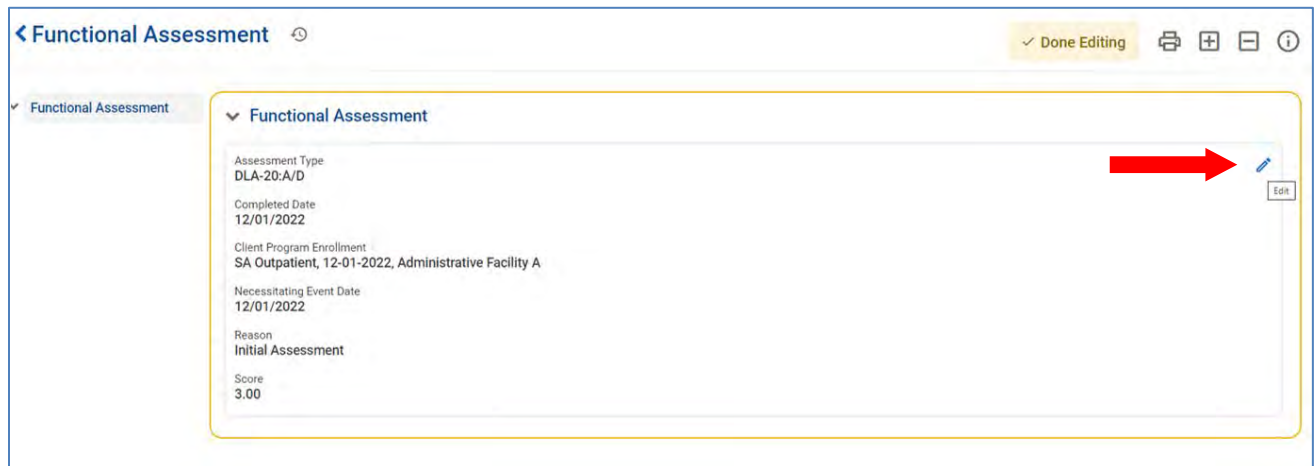 Functional Assessment
Done Editing
Functional Assessment
Functional Assessment
Assessment Type
DLA-20:A/D
Edit
Completed Date
12/01/2022
Client Program Enrollment
SA Outpatient, 12-01-2022, Administrative Facility A
Necessitating Event Date
12/01/2022
Reason
Initial Assessment
Score
3.00